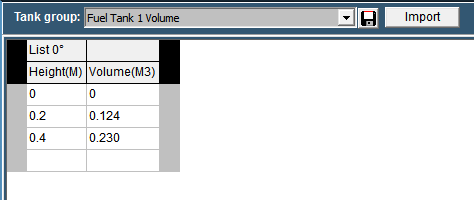 Tank group: Fuel Tank 1 Volume Import
List 0°
Height(M) Volume(M3)
0 0
0.2 0.124
0.4 0.230